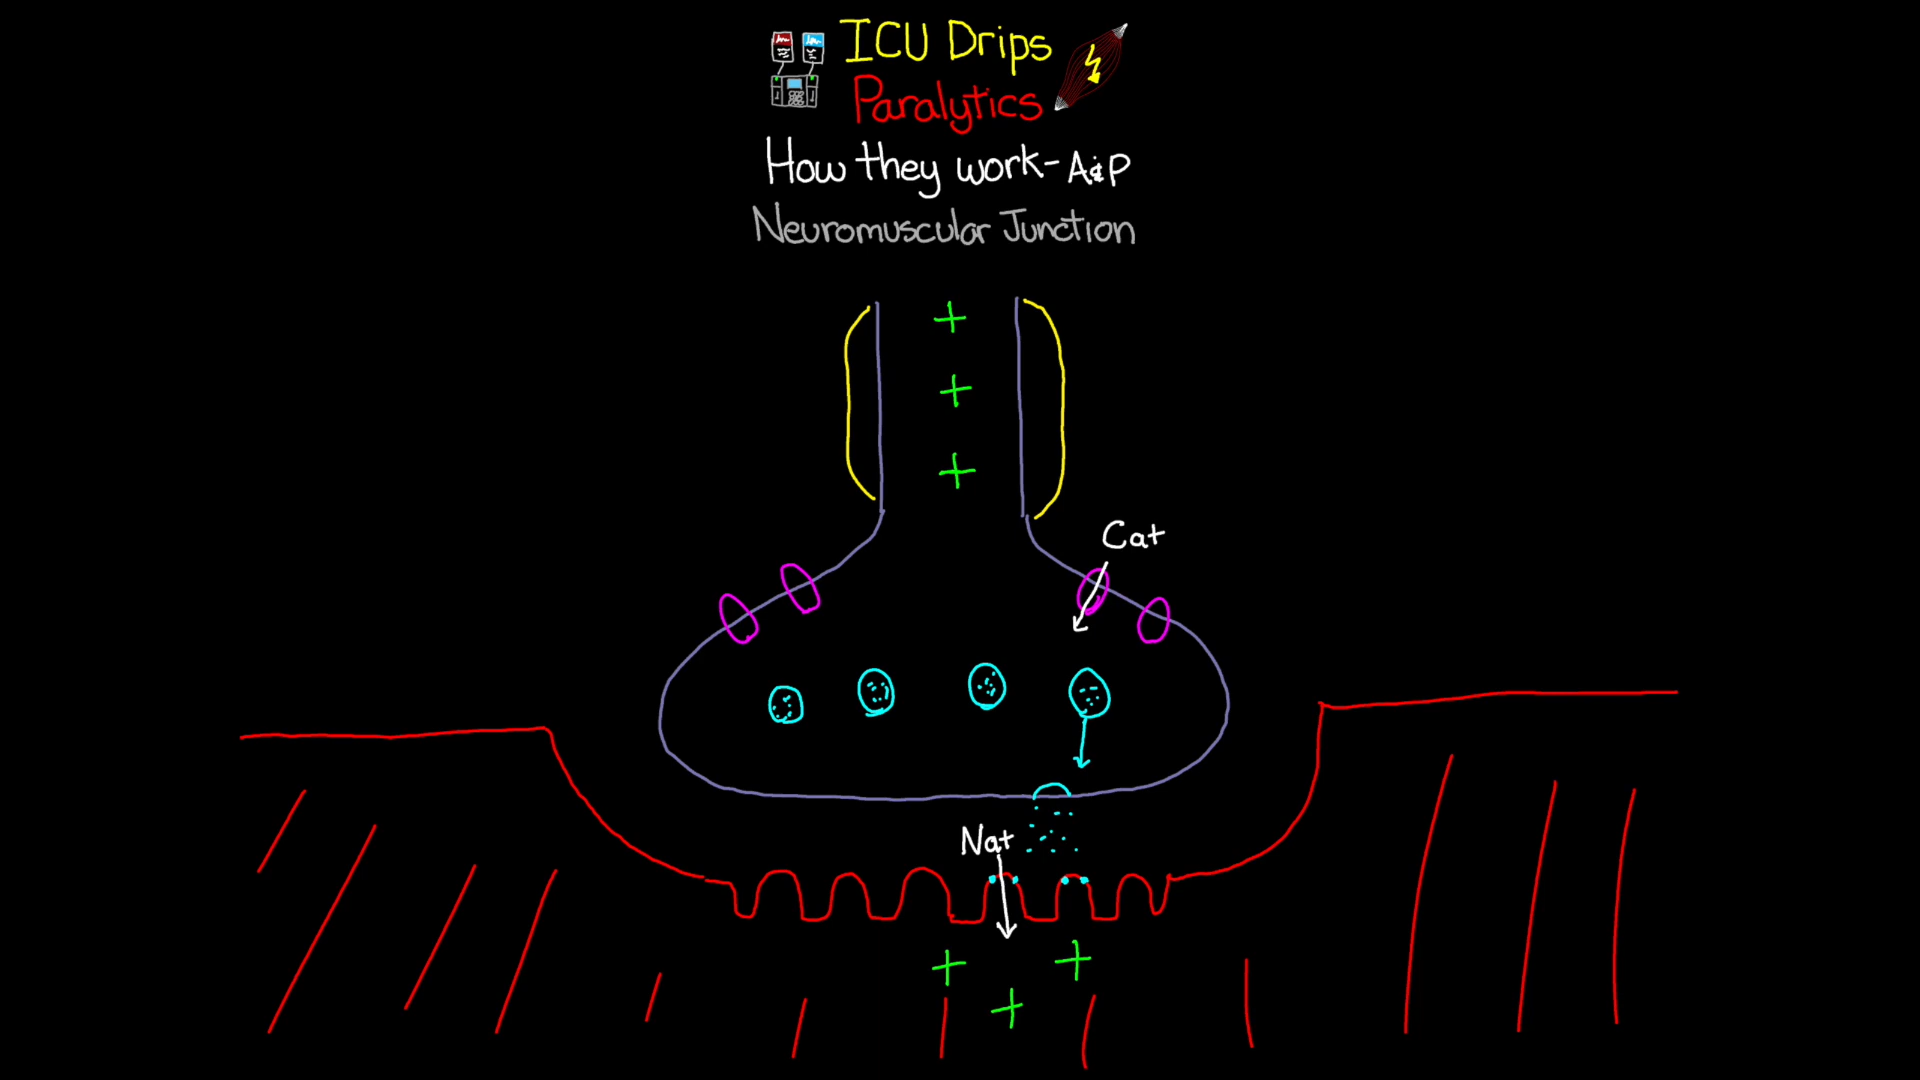 ICU Drips
Paralytics
How they work - A&P
Neuromuscular Junction
+
+
+
Ca+
Na+
+ +
+